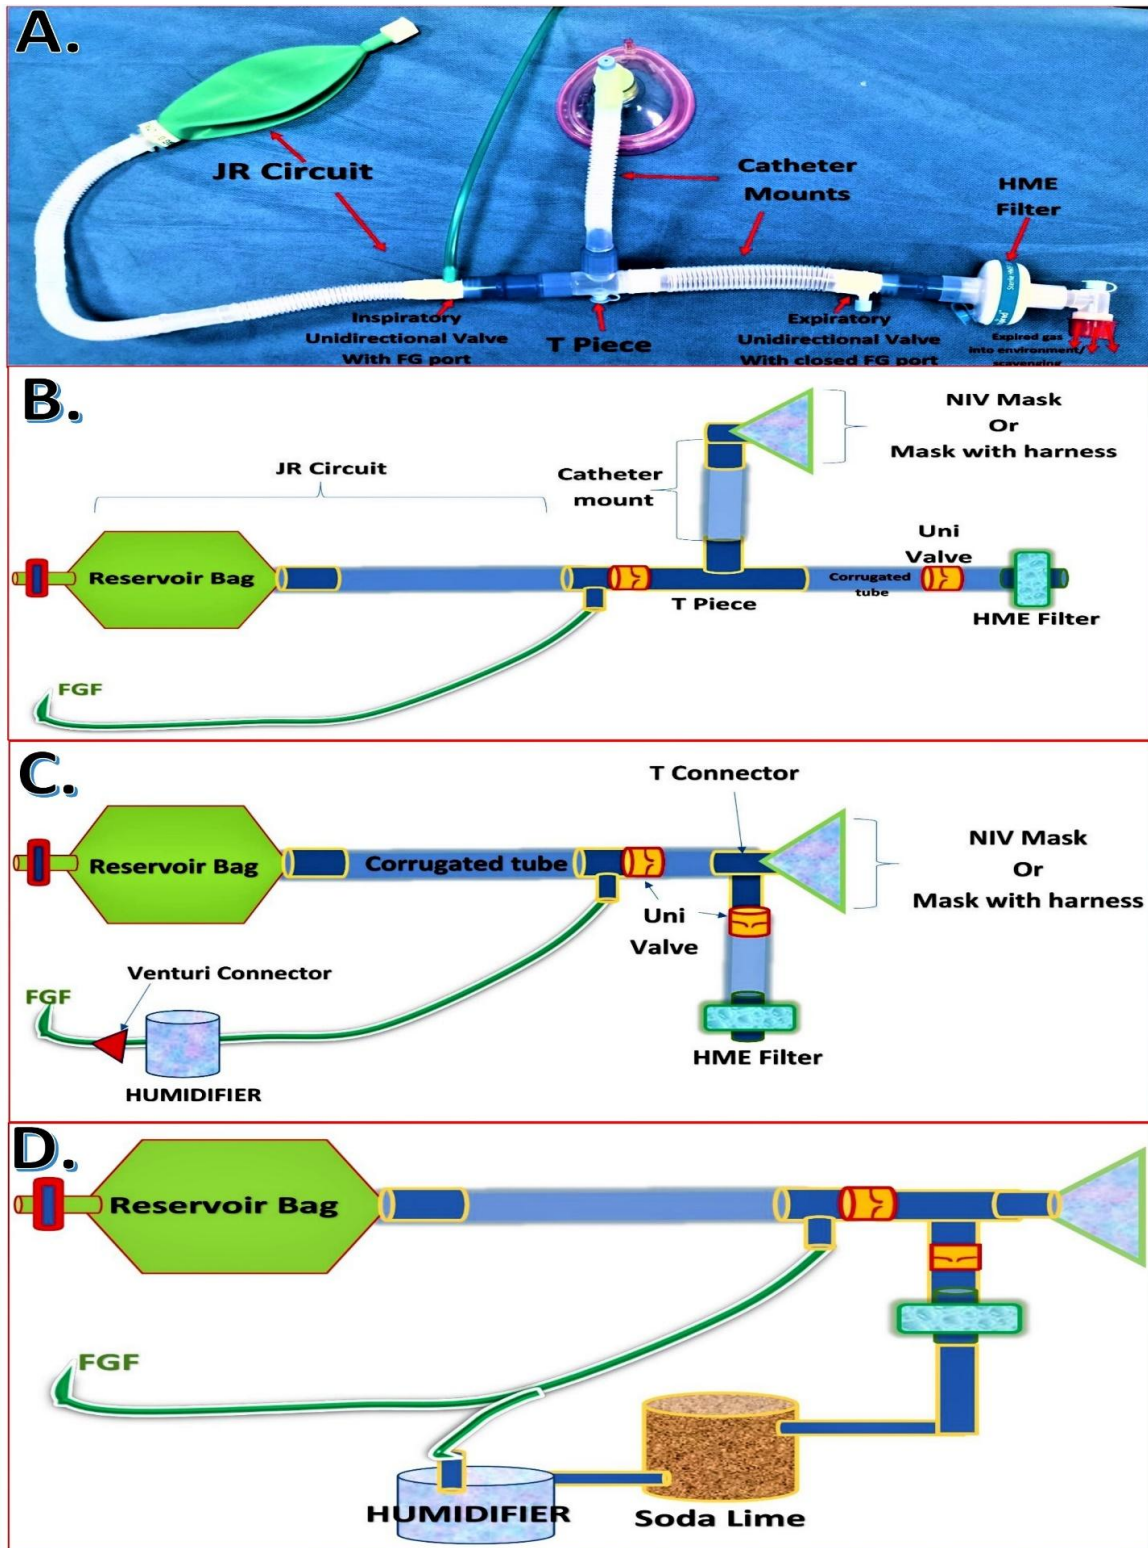 A.
JR Circuit
Catheter
Mounts
HME
Filter
Inspiratory
Unidirectional Valve
With FG port
T Piece
Expiratory
Unidirectional Valve
With closed FG port
Expired gas
into environment/
scavenging
B.
JR Circuit
Catheter
mount
NIV Mask
Or
Mask with harness
Uni
Valve
Reservoir Bag
Corrugated
tube
T Piece
HME Filter
FGF
C.
T Connector
Reservoir Bag
Corrugated tube
NIV Mask
Or
Mask with harness
Uni
Valve
Venturi Connector
FGF
HUMIDIFIER
HME Filter
D.
Reservoir Bag
FGF
HUMIDIFIER
Soda Lime